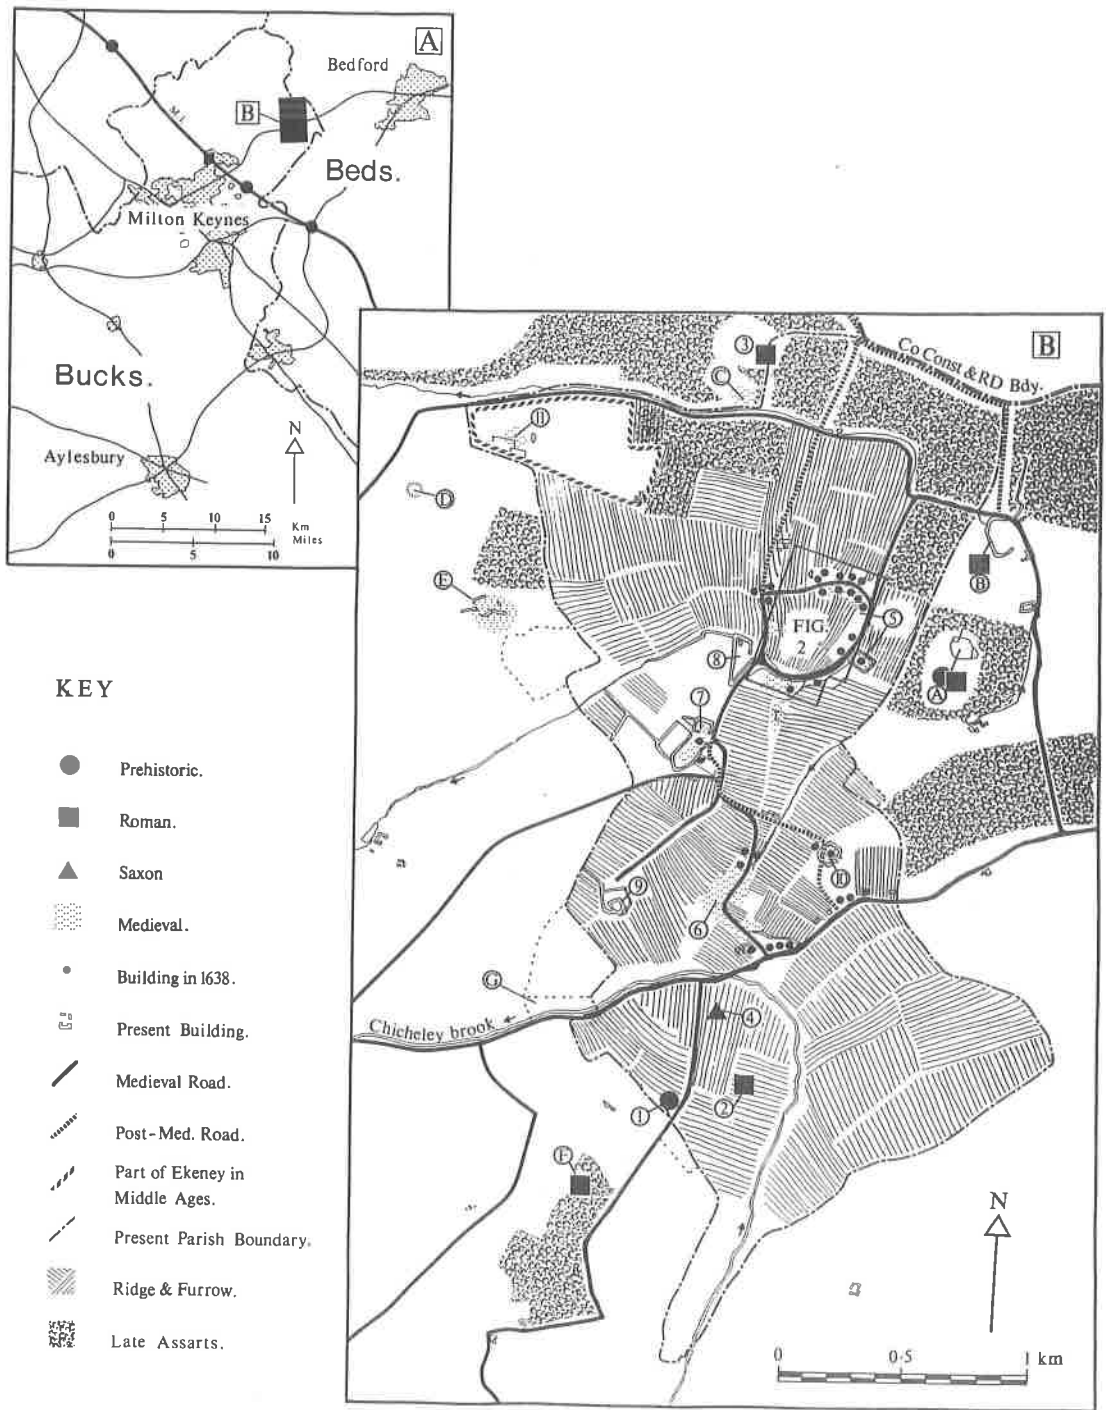 A
Bedford
B
M.1.
Beds.
Milton Keynes
Bucks.
Aylesbury
N
0 5 10 15 Km
Miles
0 5 10
B
3
Co Const & RD Bdy.
C
11
D
E
B
5
FIG.
2
8
A
7
9
10
6
G
Chicheley brook
4
1
2
F
N
0 0·5 1 km
KEY
Prehistoric.
Roman.
Saxon
Medieval.
Building in 1638.
Present Building.
Medieval Road.
Post-Med. Road.
Part of Ekeney in
Middle Ages.
Present Parish Boundary.
Ridge & Furrow.
Late Assarts.